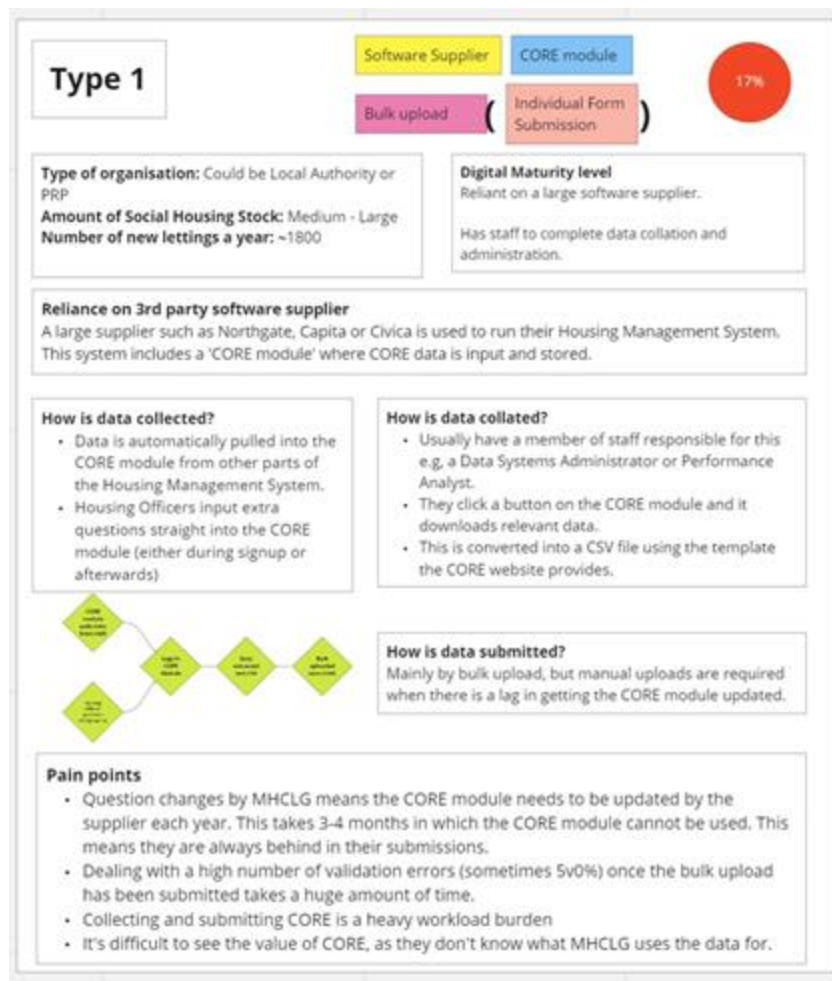 Type 1
Software Supplier
CORE module
Bulk upload
(
Individual Form
Submission
)
17%
Type of organisation: Could be Local Authority or
PRP
Amount of Social Housing Stock: Medium - Large
Number of new lettings a year: ~1800
Digital Maturity level
Reliant on a large software supplier.
Has staff to complete data collation and
administration.
Reliance on 3rd party software supplier
A large supplier such as Northgate, Capita or Civica is used to run their Housing Management System.
This system includes a 'CORE module' where CORE data is input and stored.
How is data collected?
• Data is automatically pulled into the
CORE module from other parts of
the Housing Management System.
• Housing Officers input extra
questions straight into the CORE
module (either during signup or
afterwards)
How is data collated?
• Usually have a member of staff responsible for this
e.g, a Data Systems Administrator or Performance
Analyst.
• They click a button on the CORE module and it
downloads relevant data.
• This is converted into a CSV file using the template
the CORE website provides.
CORE
module
How is data submitted?
Mainly by bulk upload, but manual uploads are required
when there is a lag in getting the CORE module updated.
Pain points
• Question changes by MHCLG means the CORE module needs to be updated by the
supplier each year. This takes 3-4 months in which the CORE module cannot be used. This
means they are always behind in their submissions.
• Dealing with a high number of validation errors (sometimes 5v0%) once the bulk upload
has been submitted takes a huge amount of time.
• Collecting and submitting CORE is a heavy workload burden
• It's difficult to see the value of CORE, as they don't know what MHCLG uses the data for.